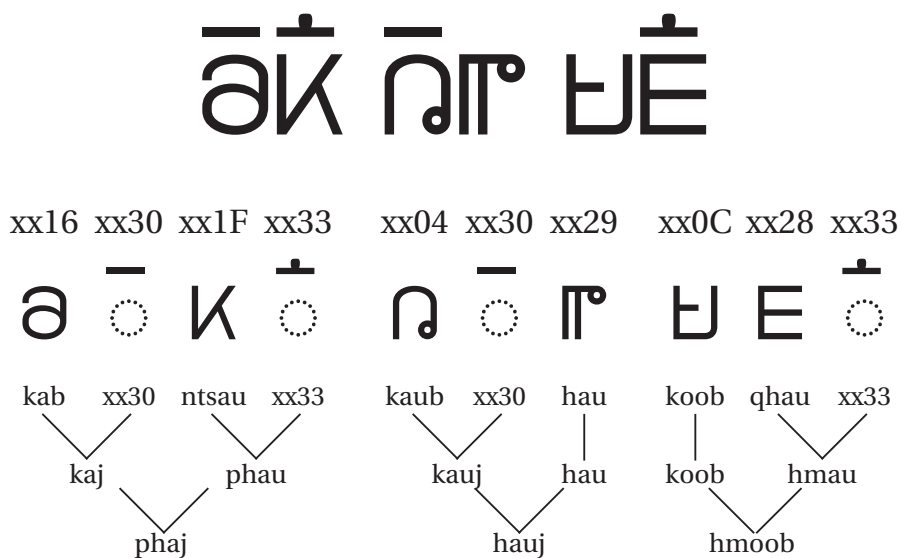 𖬖𖬰𖬟𖬳 𖬄𖬰𖬩 𖬌𖬨𖬳
xx16 xx30 xx1F xx33 xx04 xx30 xx29 xx0C xx28 xx33
𖬖 ◌𖬰 𖬟 ◌𖬳 𖬄 ◌𖬰 𖬩 𖬌 𖬨 ◌𖬳
kab xx30 ntsau xx33 kaub xx30 hau koob qhau xx33
kaj phau kauj hau koob hmau
phaj hauj hmoob